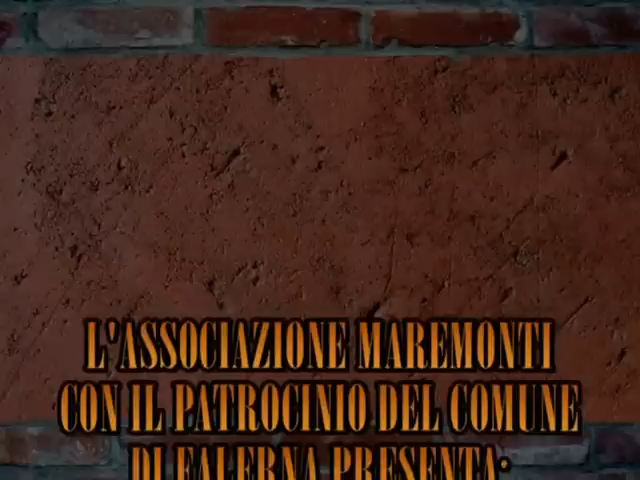 L'ASSOCIAZIONE MAREMONTI
CON IL PATROCINIO DEL COMUNE
DI FALERNA PRESENTA: